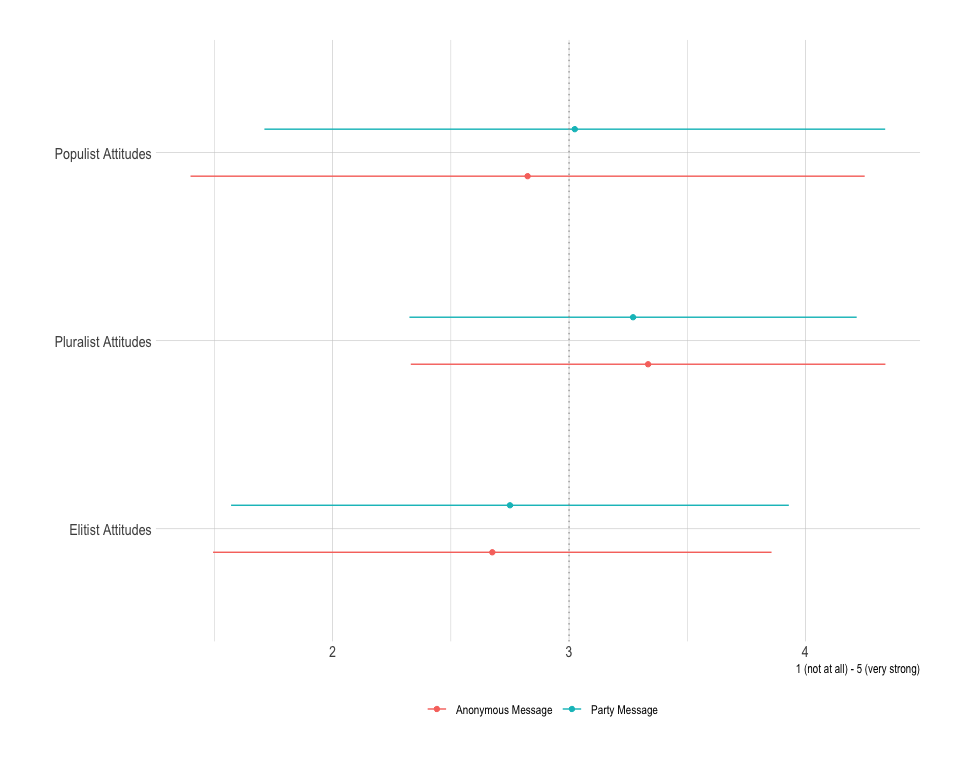 Populist Attitudes
Pluralist Attitudes
Elitist Attitudes
2 3 4
1 (not at all) - 5 (very strong)
Anonymous Message Party Message